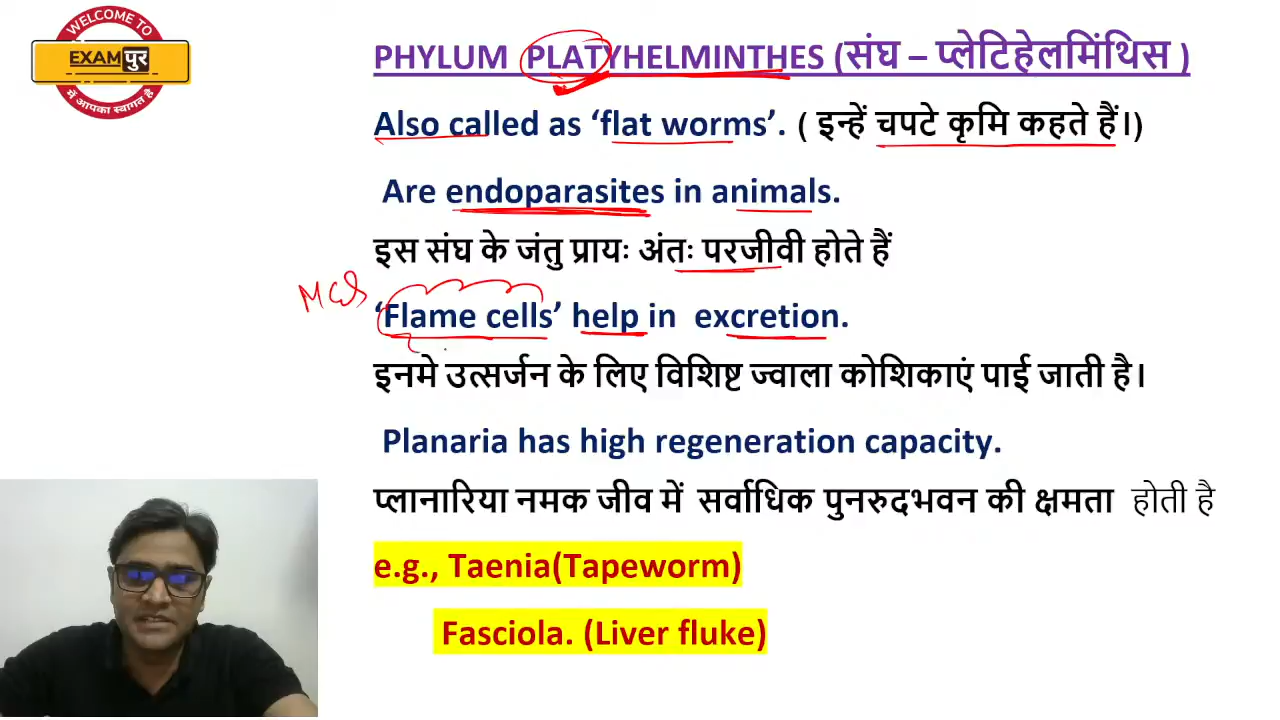 WELCOME TO
EXAM पुर
में आपका स्वागत है
PHYLUM PLATYHELMINTHES (संघ – प्लेटिहेलमिंथिस )
Also called as ‘flat worms’. ( इन्हें चपटे कृमि कहते हैं।)
Are endoparasites in animals.
इस संघ के जंतु प्रायः अंतः परजीवी होते हैं
‘Flame cells’ help in excretion.
इनमे उत्सर्जन के लिए विशिष्ट ज्वाला कोशिकाएं पाई जाती है।
Planaria has high regeneration capacity.
प्लानारिया नमक जीव में सर्वाधिक पुनरुदभवन की क्षमता होती है
e.g., Taenia(Tapeworm)
Fasciola. (Liver fluke)